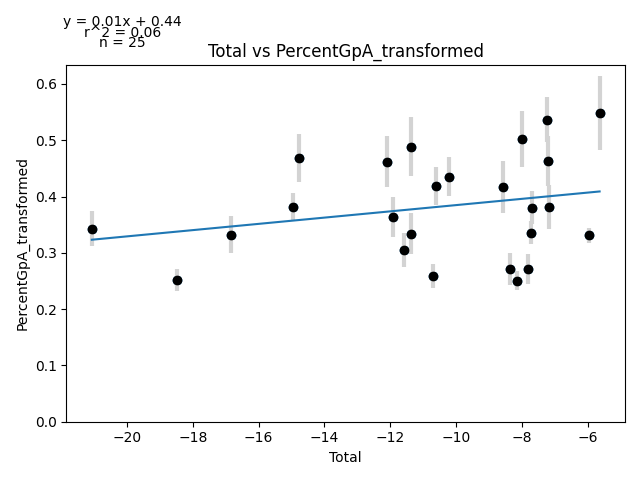 y = 0.01x + 0.44
r^2 = 0.06
n = 25
Total vs PercentGpA_transformed
PercentGpA_transformed
0.6
0.5
0.4
0.3
0.2
0.1
0.0
−20 −18 −16 −14 −12 −10 −8 −6
Total